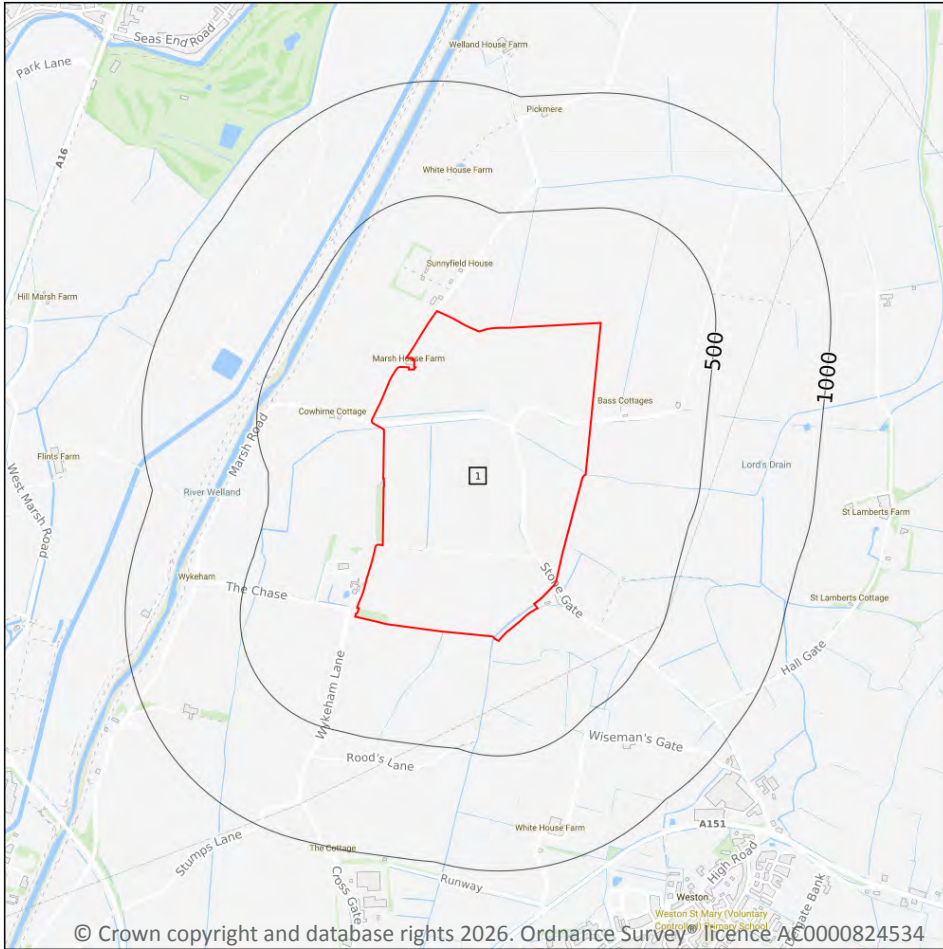 Seas End Road
Park Lane
A16
Welland House Farm
Pickmere
White House Farm
Sunnyfield House
Hill Marsh Farm
Marsh House Farm
500
1000
Cowhirne Cottage
Bass Cottages
Marsh Road
Flints Farm
West Marsh Road
River Welland
1
Lord's Drain
St Lamberts Farm
Wykeham
The Chase
Stone Gate
St Lamberts Cottage
Hall Gate
Wykeham Lane
Wiseman's Gate
Rood's Lane
Stumps Lane
White House Farm
A151
High Road
The Cottage
Cross Gate
Runway
Weston
Weston St Mary (Voluntary
Controlled) Primary School
© Crown copyright and database rights 2026. Ordnance Survey® licence AC0000824534